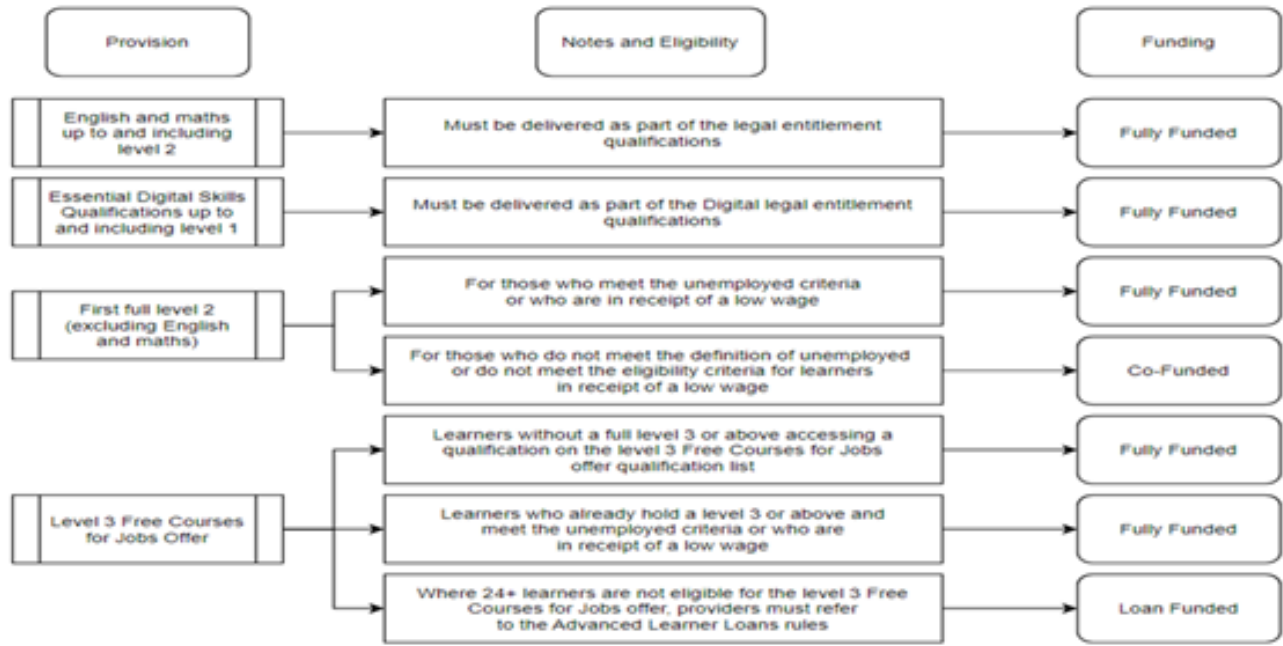 Provision
Notes and Eligibility
Funding
English and maths
up to and including
level 2
Must be delivered as part of the legal entitlement
qualifications
Fully Funded
Essential Digital Skills
Qualifications up to
and including level 1
Must be delivered as part of the Digital legal entitlement
qualifications
Fully Funded
First full level 2
(excluding English
and maths)
For those who meet the unemployed criteria
or who are in receipt of a low wage
Fully Funded
For those who do not meet the definition of unemployed
or do not meet the eligibility criteria for learners
in receipt of a low wage
Co-Funded
Level 3 Free Courses
for Jobs Offer
Learners without a full level 3 or above accessing a
qualification on the level 3 Free Courses for Jobs
offer qualification list
Fully Funded
Learners who already hold a level 3 or above and
meet the unemployed criteria or who are
in receipt of a low wage
Fully Funded
Where 24+ learners are not eligible for the level 3 Free
Courses for Jobs offer, providers must refer
to the Advanced Learner Loans rules
Loan Funded